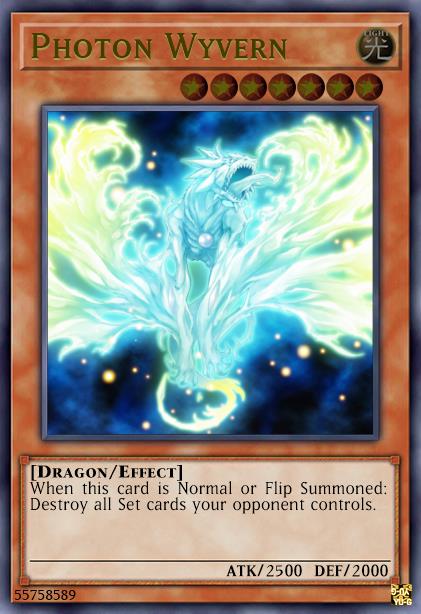 Photon Wyvern
LIGHT
光
[Dragon/Effect]
When this card is Normal or Flip Summoned:
Destroy all Set cards your opponent controls.
ATK/2500 DEF/2000
55758589